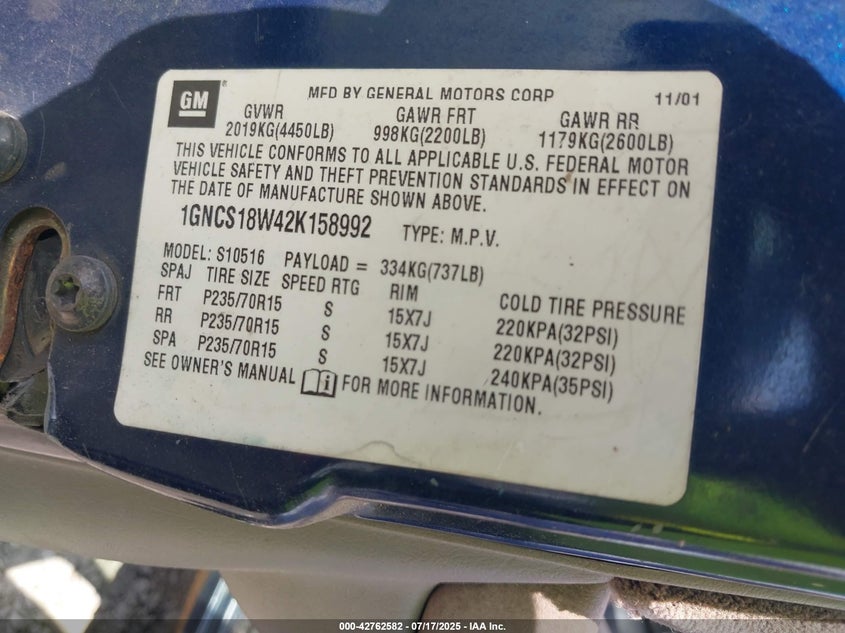 GM
MFD BY GENERAL MOTORS CORP 11/01
GVWR GAWR FRT GAWR RR
2019KG(4450LB) 998KG(2200LB) 1179KG(2600LB)
THIS VEHICLE CONFORMS TO ALL APPLICABLE U.S. FEDERAL MOTOR
VEHICLE SAFETY AND THEFT PREVENTION STANDARDS IN EFFECT ON
THE DATE OF MANUFACTURE SHOWN ABOVE.
1GNCS18W42K158992 TYPE: M.P.V.
MODEL: S10516 PAYLOAD = 334KG(737LB)
SPAJ TIRE SIZE SPEED RTG RIM COLD TIRE PRESSURE
FRT P235/70R15 S 15X7J 220KPA(32PSI)
RR P235/70R15 S 15X7J 220KPA(32PSI)
SPA P235/70R15 S 15X7J 240KPA(35PSI)
SEE OWNER'S MANUAL i FOR MORE INFORMATION.
000-42762582 / 07/17/2025 - IAA Inc.